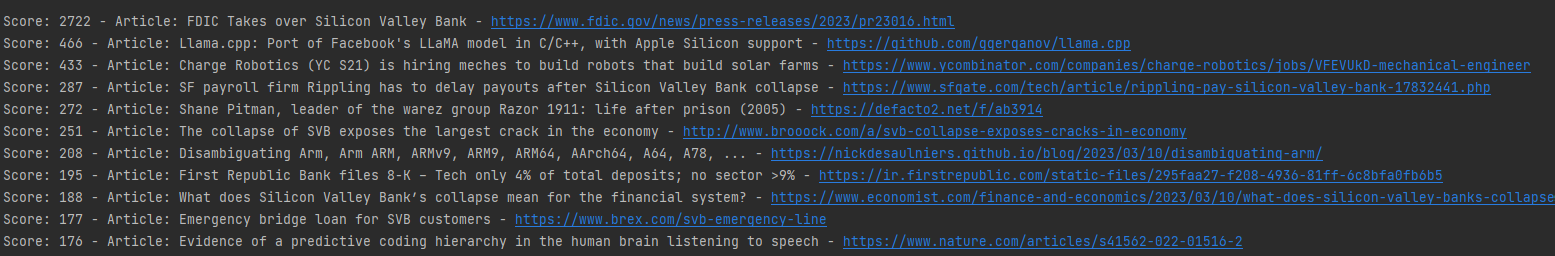 Score: 2722 - Article: FDIC Takes over Silicon Valley Bank - https://www.fdic.gov/news/press-releases/2023/pr23016.html
Score: 466 - Article: Llama.cpp: Port of Facebook's LLaMA model in C/C++, with Apple Silicon support - https://github.com/ggerganov/llama.cpp
Score: 433 - Article: Charge Robotics (YC S21) is hiring meches to build robots that build solar farms - https://www.ycombinator.com/companies/charge-robotics/jobs/VFEVUkD-mechanical-engineer
Score: 287 - Article: SF payroll firm Rippling has to delay payouts after Silicon Valley Bank collapse - https://www.sfgate.com/tech/article/rippling-pay-silicon-valley-bank-17832441.php
Score: 272 - Article: Shane Pitman, leader of the warez group Razor 1911: life after prison (2005) - https://defacto2.net/f/ab3914
Score: 251 - Article: The collapse of SVB exposes the largest crack in the economy - http://www.brooock.com/a/svb-collapse-exposes-cracks-in-economy
Score: 208 - Article: Disambiguating Arm, Arm ARM, ARMv9, ARM9, ARM64, AArch64, A64, A78, ... - https://nickdesaulniers.github.io/blog/2023/03/10/disambiguating-arm/
Score: 195 - Article: First Republic Bank files 8-K – Tech only 4% of total deposits; no sector >9% - https://ir.firstrepublic.com/static-files/295faa27-f208-4936-81ff-6c8bfa0fb6b5
Score: 188 - Article: What does Silicon Valley Bank’s collapse mean for the financial system? - https://www.economist.com/finance-and-economics/2023/03/10/what-does-silicon-valley-banks-collapse
Score: 177 - Article: Emergency bridge loan for SVB customers - https://www.brex.com/svb-emergency-line
Score: 176 - Article: Evidence of a predictive coding hierarchy in the human brain listening to speech - https://www.nature.com/articles/s41562-022-01516-2